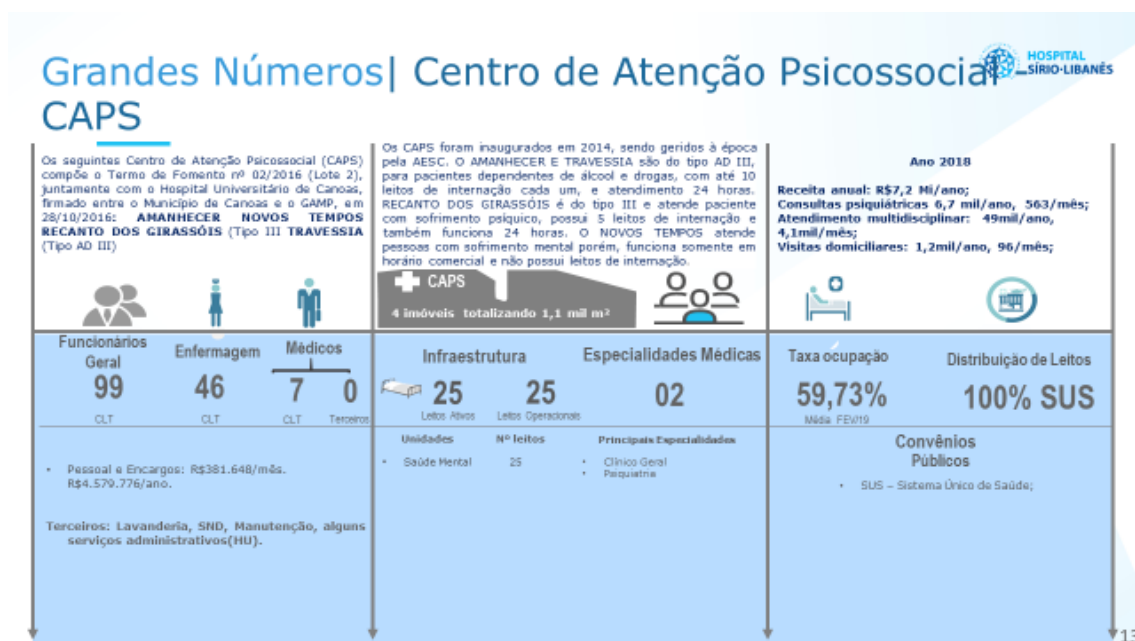 Grandes Números| Centro de Atenção Psicossocial
CAPS
HOSPITAL
SÍRIO-LIBANÊS
Os seguintes Centro de Atenção Psicossocial (CAPS)
compõe o Termo de Fomento nº 02/2016 (Lote 2),
juntamente com o Hospital Universitário de Canoas,
firmado entre o Município de Canoas e o GAMP, em
28/10/2016: AMANHECER NOVOS TEMPOS
RECANTO DOS GIRASSÓIS (Tipo III TRAVESSIA
(Tipo AD III)
Os CAPS foram inaugurados em 2014, sendo geridos à época
pela AESC. O AMANHECER E TRAVESSIA são do tipo AD III,
para pacientes dependentes de álcool e drogas, com até 10
leitos de internação cada um, e atendimento 24 horas.
RECANTO DOS GIRASSÓIS é do tipo III e atende paciente
com sofrimento psíquico, possui 5 leitos de internação e
também funciona 24 horas. O NOVOS TEMPOS atende
pessoas com sofrimento mental porém, funciona somente em
horário comercial e não possui leitos de internação.
Ano 2018
Receita anual: R$7,2 Mi/ano;
Consultas psiquiátricas 6,7 mil/ano, 563/mês;
Atendimento multidisciplinar: 49mil/ano,
4,1mil/mês;
Visitas domiciliares: 1,2mil/ano, 96/mês;
CAPS
4 imóveis totalizando 1,1 mil m²
Funcionários
Geral
99
CLT
Enfermagem
46
CLT
Médicos
7 0
CLT Terceiros
Infraestrutura
25 25
Leitos Ativos Leitos Operacionais
Especialidades Médicas
02
Taxa ocupação
59,73%
Média FEV/19
Distribuição de Leitos
100% SUS
• Pessoal e Encargos: R$381.648/mês.
R$4.579.776/ano.
Terceiros: Lavanderia, SND, Manutenção, alguns
serviços administrativos(HU).
Unidades Nº leitos
• Saúde Mental 25
Principais Especialidades
• Clínico Geral
• Psiquiatria
Convênios
Públicos
• SUS – Sistema Único de Saúde;